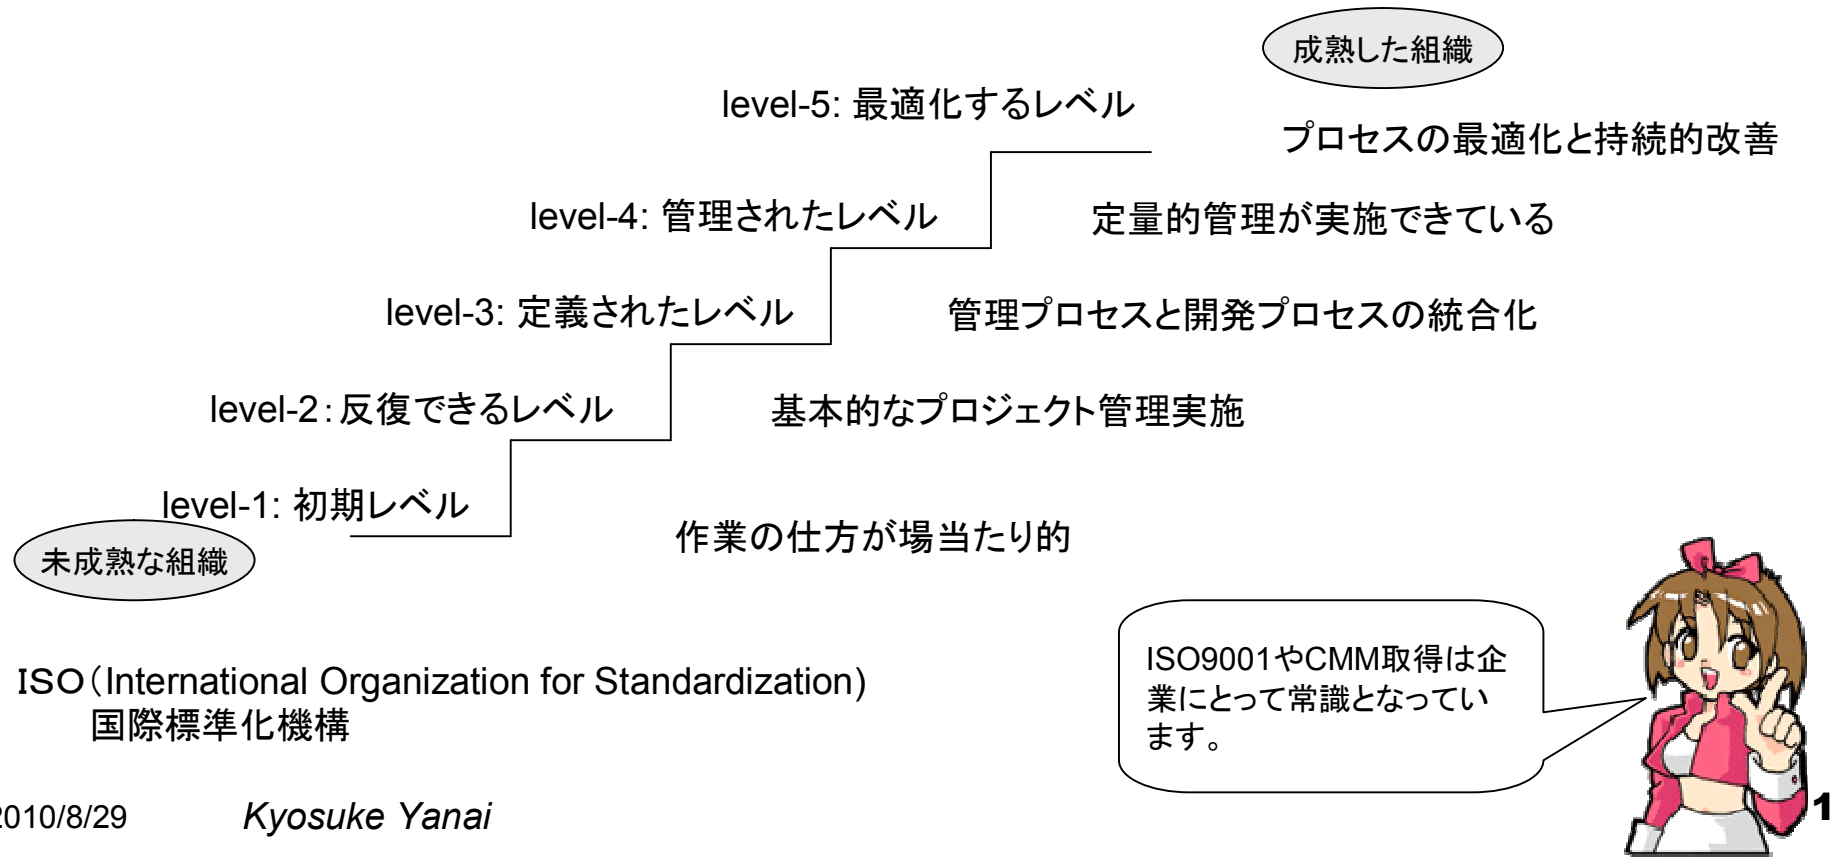 成熟した組織
level-5: 最適化するレベル
プロセスの最適化と持続的改善
level-4: 管理されたレベル
定量的管理が実施できている
level-3: 定義されたレベル
管理プロセスと開発プロセスの統合化
level-2：反復できるレベル
基本的なプロジェクト管理実施
level-1: 初期レベル
作業の仕方が場当たり的
未成熟な組織
ISO9001やCMM取得は企
業にとって常識となってい
ます。
ISO（International Organization for Standardization)
国際標準化機構
2010/8/29
Kyosuke Yanai
1